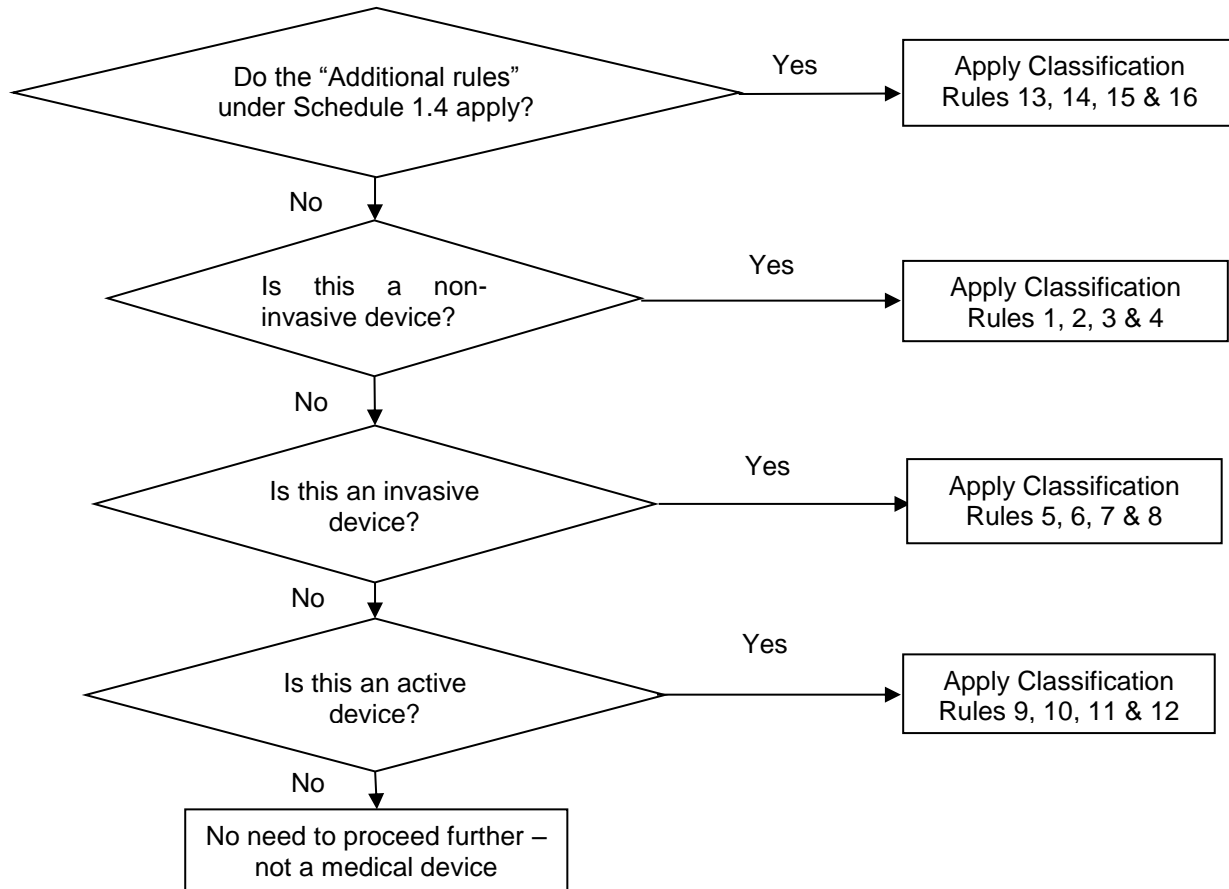 Do the “Additional rules”
under Schedule 1.4 apply?
Yes
Apply Classification
Rules 13, 14, 15 & 16
No
Is this a non-
invasive device?
Yes
Apply Classification
Rules 1, 2, 3 & 4
No
Is this an invasive
device?
Yes
Apply Classification
Rules 5, 6, 7 & 8
No
Is this an active
device?
Yes
Apply Classification
Rules 9, 10, 11 & 12
No
No need to proceed further –
not a medical device